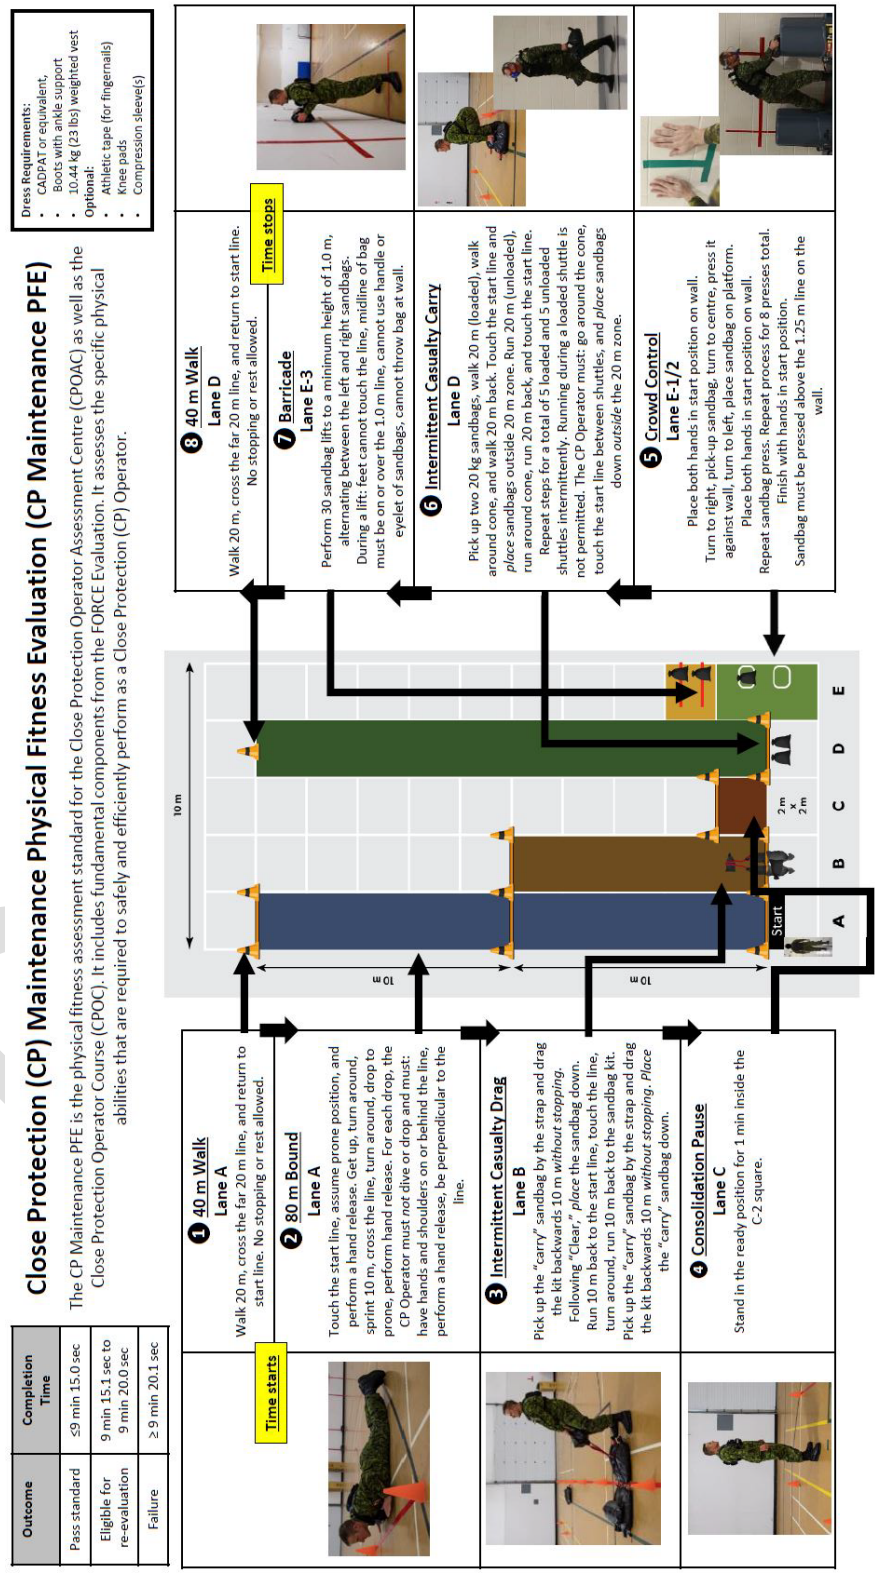 Outcome
Completion
Time
Pass standard
≤9 min 15.0 sec
Eligible for
re-evaluation
9 min 15.1 sec to
9 min 20.0 sec
Failure
≥ 9 min 20.1 sec
Close Protection (CP) Maintenance Physical Fitness Evaluation (CP Maintenance PFE)
The CP Maintenance PFE is the physical fitness assessment standard for the Close Protection Operator Assessment Centre (CPOAC) as well as the
Close Protection Operator Course (CPOC). It includes fundamental components from the FORCE Evaluation. It assesses the specific physical
abilities that are required to safely and efficiently perform as a Close Protection (CP) Operator.
Dress Requirements:
• CADPAT or equivalent,
• Boots with ankle support
• 10.44 kg (23 lbs) weighted vest
Optional:
• Athletic tape (for fingernails)
• Knee pads
• Compression sleeve(s)
1 40 m Walk
Lane A
Walk 20 m, cross the far 20 m line, and return to
start line. No stopping or rest allowed.
Time starts
2 80 m Bound
Lane A
Touch the start line, assume prone position, and
perform a hand release. Get up, turn around,
sprint 10 m, cross the line, turn around, drop to
prone, perform hand release. For each drop, the
CP Operator must not dive or drop and must:
have hands and shoulders on or behind the line,
perform a hand release, be perpendicular to the
line.
3 Intermittent Casualty Drag
Lane B
Pick up the “carry” sandbag by the strap and drag
the kit backwards 10 m without stopping.
Following “Clear,” place the sandbag down.
Run 10 m back to the start line, touch the line,
turn around, run 10 m back to the sandbag kit.
Pick up the “carry” sandbag by the strap and drag
the kit backwards 10 m without stopping. Place
the “carry” sandbag down.
4 Consolidation Pause
Lane C
Stand in the ready position for 1 min inside the
C-2 square.
10 m
10 m
10 m
Start
2 m
x
2 m
A
B
C
D
E
8 40 m Walk
Lane D
Walk 20 m, cross the far 20 m line, and return to start line.
No stopping or rest allowed.
Time stops
7 Barricade
Lane E-3
Perform 30 sandbag lifts to a minimum height of 1.0 m,
alternating between the left and right sandbags.
During a lift: feet cannot touch the line, midline of bag
must be on or over the 1.0 m line, cannot use handle or
eyelet of sandbags, cannot throw bag at wall.
6 Intermittent Casualty Carry
Lane D
Pick up two 20 kg sandbags, walk 20 m (loaded), walk
around cone, and walk 20 m back. Touch the start line and
place sandbags outside 20 m zone. Run 20 m (unloaded),
run around cone, run 20 m back, and touch the start line.
Repeat steps for a total of 5 loaded and 5 unloaded
shuttles intermittently. Running during a loaded shuttle is
not permitted. The CP Operator must: go around the cone,
touch the start line between shuttles, and place sandbags
down outside the 20 m zone.
5 Crowd Control
Lane E-1/2
Place both hands in start position on wall.
Turn to right, pick-up sandbag, turn to centre, press it
against wall, turn to left, place sandbag on platform.
Place both hands in start position on wall.
Repeat sandbag press. Repeat process for 8 presses total.
Finish with hands in start position.
Sandbag must be pressed above the 1.25 m line on the
wall.